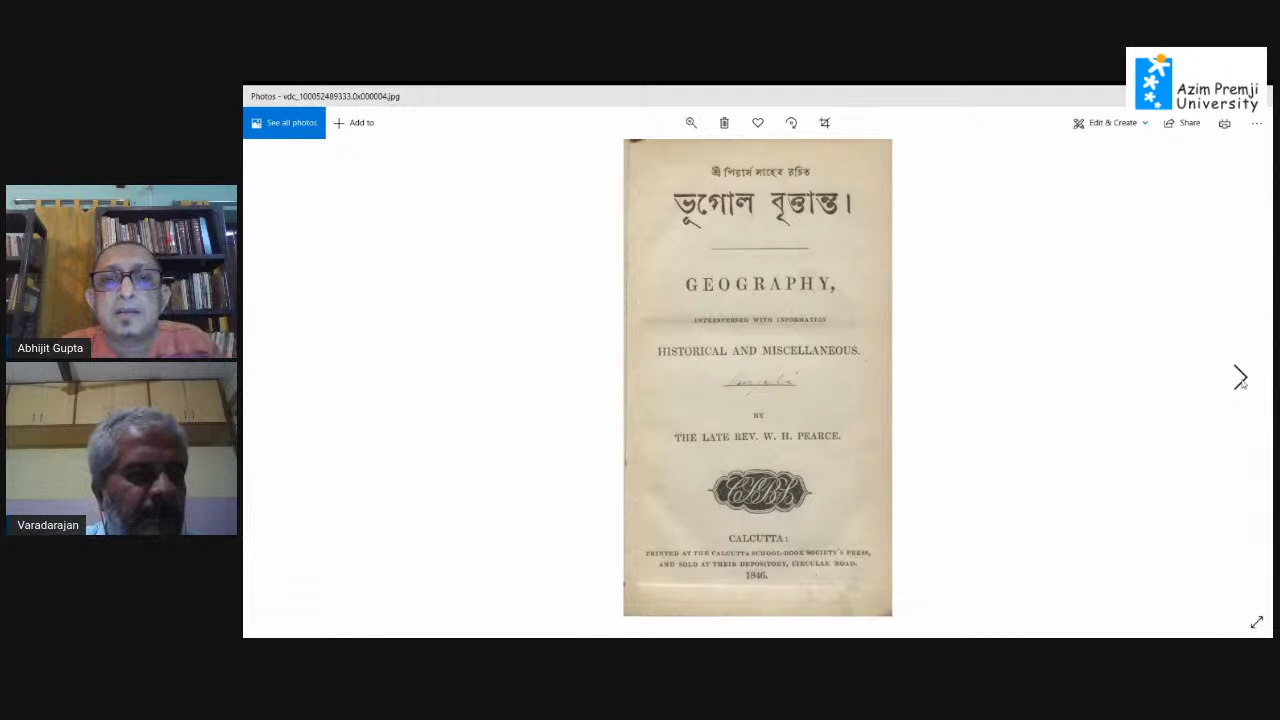 Azim Premji
University
Photos - vdc_100052489333.0x000004.jpg
See all photos
Add to
Edit & Create
Share
শ্রী পিয়ার্স সাহেব রচিত
ভূগোল বৃত্তান্ত।
GEOGRAPHY,
INTERSPERSED WITH INFORMATION
HISTORICAL AND MISCELLANEOUS.
BY
THE LATE REV. W. H. PEARCE.
CALCUTTA:
PRINTED AT THE CALCUTTA SCHOOL-BOOK SOCIETY'S PRESS,
AND SOLD AT THEIR DEPOSITORY, CIRCULAR ROAD.
1846.
Abhijit Gupta
Varadarajan